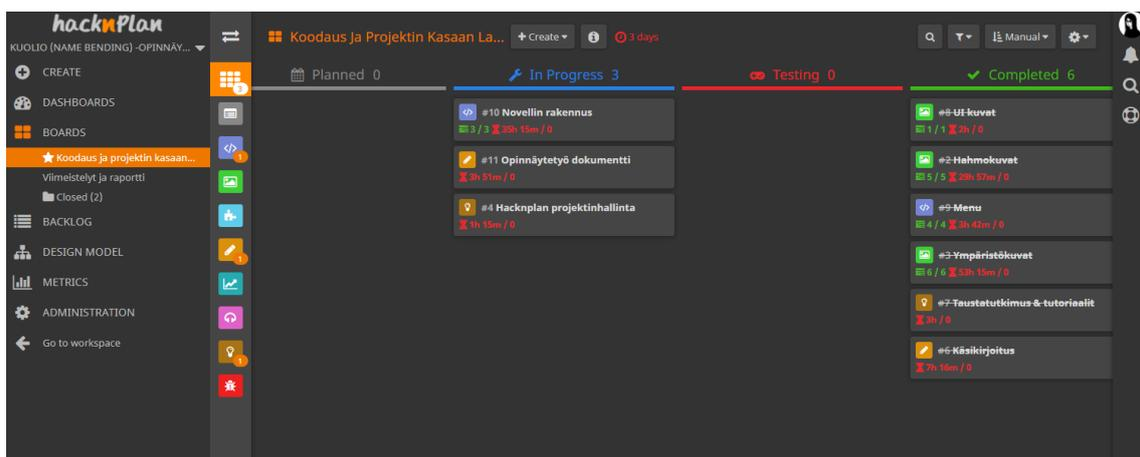 hacknPlan
KUOLIO (NAME BENDING) -OPINNÄY...
CREATE
DASHBOARDS
BOARDS
Koodaus ja projektin kasaan...
Viimeistelyt ja raportti
Closed (2)
BACKLOG
DESIGN MODEL
METRICS
ADMINISTRATION
Go to workspace
3
1
1
1
Koodaus Ja Projektin Kasaan La...
+ Create
3 days
Manual
Planned 0
In Progress 3
#10 Novellin rakennus
3 / 3 35h 15m / 0
#11 Opinnäytetyö dokumentti
3h 51m / 0
#4 Hacknplan projektinhallinta
1h 15m / 0
Testing 0
Completed 6
#8 UI kuvat
1 / 1 2h / 0
#2 Hahmokuvat
5 / 5 29h 57m / 0
#9 Menu
4 / 4 3h 42m / 0
#3 Ympäristökuvat
6 / 6 53h 15m / 0
#7 Taustatutkimus & tutoriaalit
3h / 0
#6 Käsikirjoitus
7h 16m / 0